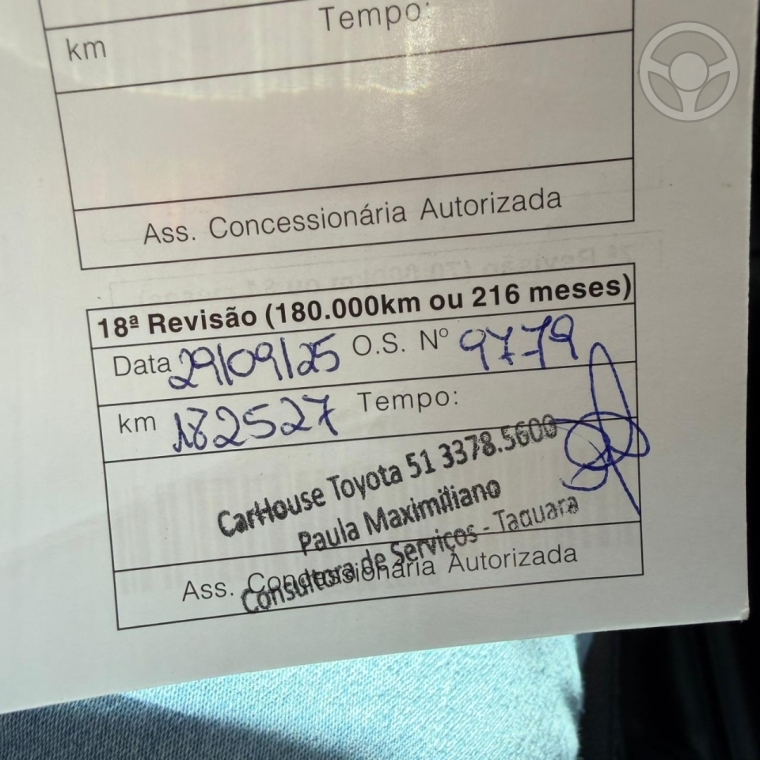 Tempo:
km
Ass. Concessionária Autorizada
18ª Revisão (180.000km ou 216 meses)
Data 29/09/25 O.S. Nº 9779
km 182527 Tempo:
CarHouse Toyota 51 3378.5600
Paula Maximiliano
Consultora de Serviços - Taquara
Ass. Concessionária Autorizada